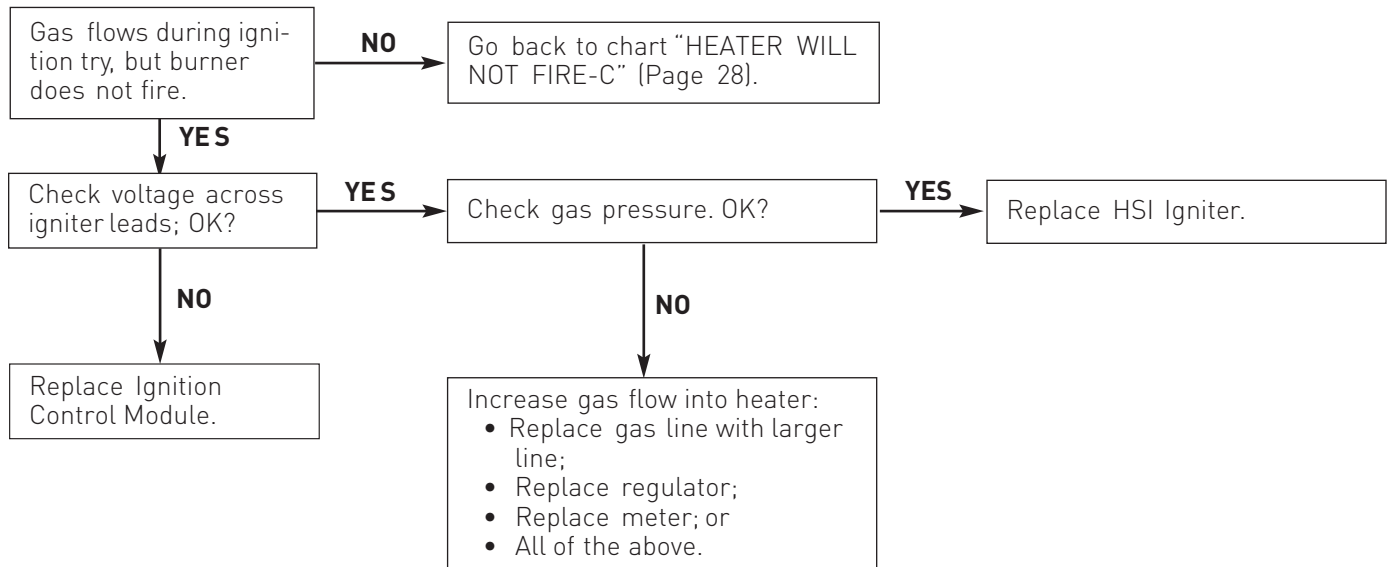 Gas flows during igni-
tion try, but burner
does not fire.
NO
Go back to chart “HEATER WILL
NOT FIRE-C” (Page 28).
YES
Check voltage across
igniter leads; OK?
YES
Check gas pressure. OK?
YES
Replace HSI Igniter.
NO
NO
Replace Ignition
Control Module.
Increase gas flow into heater:
• Replace gas line with larger
line;
• Replace regulator;
• Replace meter; or
• All of the above.